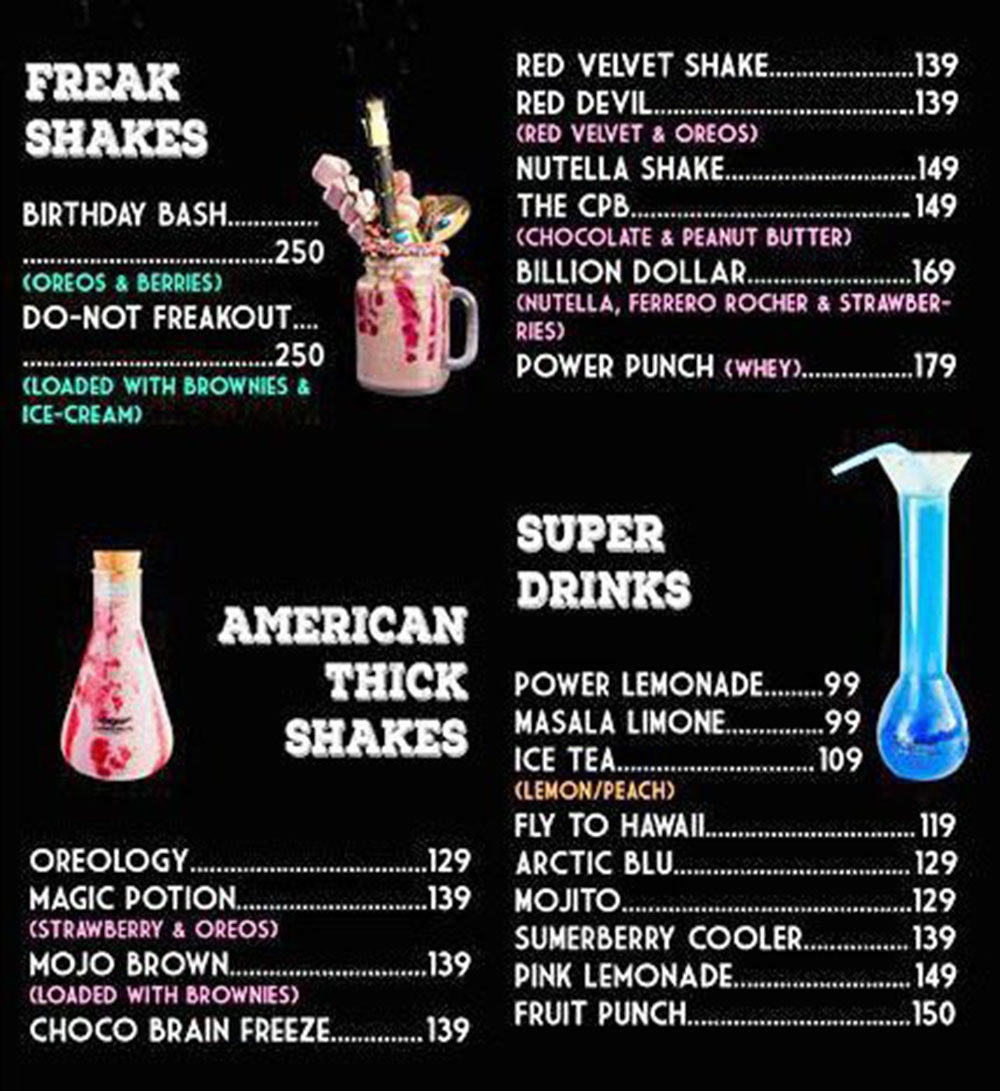 FREAK
SHAKES
BIRTHDAY BASH.............
....................................250
(OREOS & BERRIES)
DO-NOT FREAKOUT....
....................................250
(LOADED WITH BROWNIES &
ICE-CREAM)
AMERICAN
THICK
SHAKES
OREOLOGY..................................129
MAGIC POTION...........................139
(STRAWBERRY & OREOS)
MOJO BROWN............................139
(LOADED WITH BROWNIES)
CHOCO BRAIN FREEZE.............139
RED VELVET SHAKE.....................139
RED DEVIL......................................139
(RED VELVET & OREOS)
NUTELLA SHAKE............................149
THE CPB........................................149
(CHOCOLATE & PEANUT BUTTER)
BILLION DOLLAR.......................169
(NUTELLA, FERRERO ROCHER & STRAWBER-
RIES)
POWER PUNCH (WHEY)................179
SUPER
DRINKS
POWER LEMONADE.........99
MASALA LIMONE..............99
ICE TEA.............................109
(LEMON/PEACH)
FLY TO HAWAII..............................119
ARCTIC BLU..................................129
MOJITO.........................................129
SUMERBERRY COOLER...............139
PINK LEMONADE.........................149
FRUIT PUNCH................................150